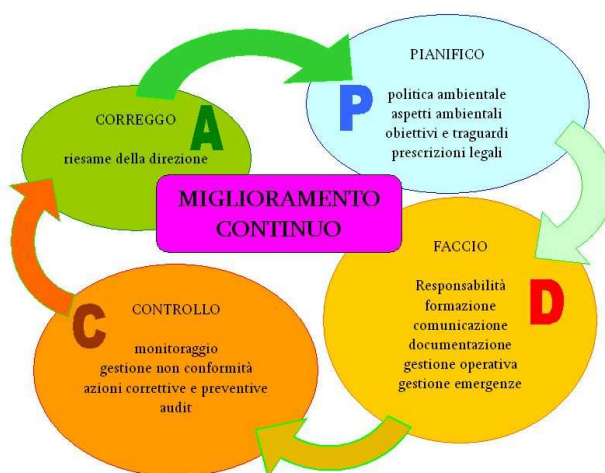 PIANIFICO
P
politica ambientale
aspetti ambientali
obiettivi e traguardi
prescrizioni legali
FACCIO
D
Responsabilità
formazione
comunicazione
documentazione
gestione operativa
gestione emergenze
CONTROLLO
C
monitoraggio
gestione non conformità
azioni correttive e preventive
audit
CORREGGO
A
riesame della direzione
MIGLIORAMENTO
CONTINUO